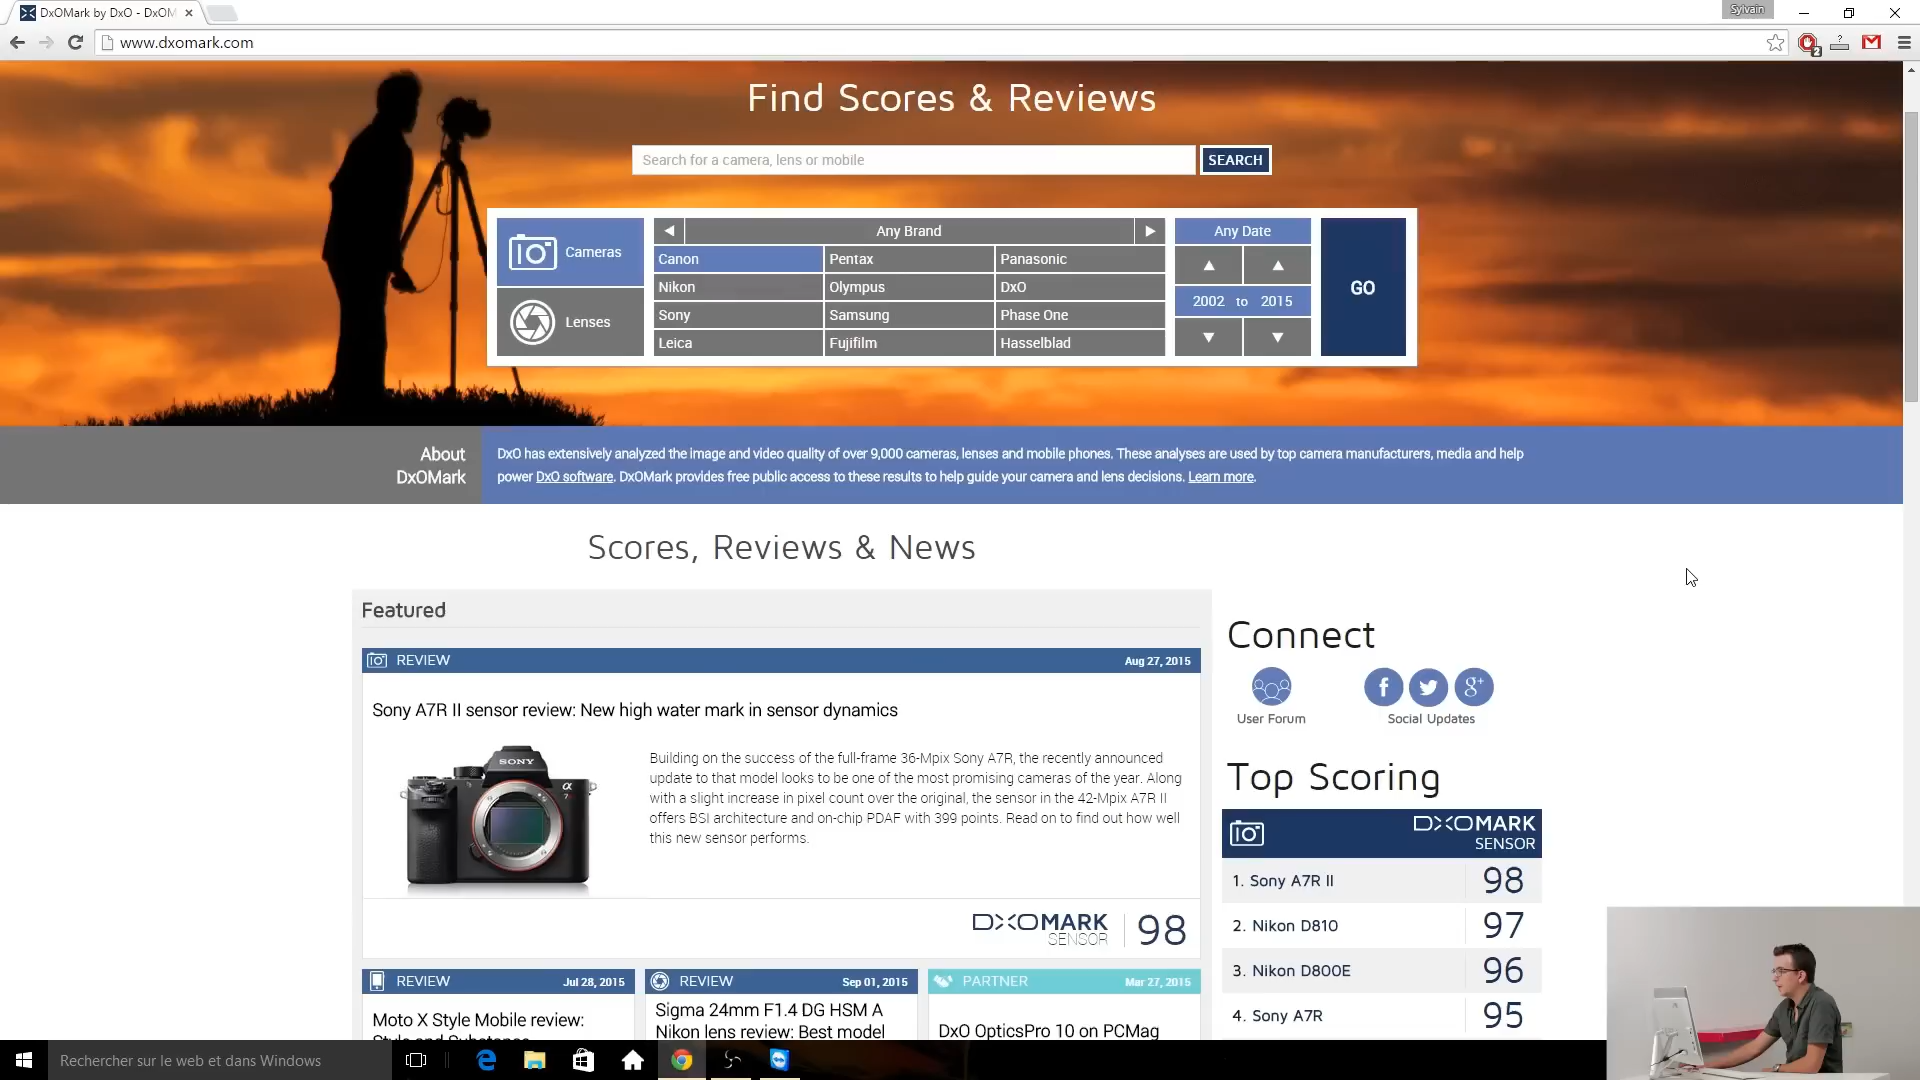 DxOMark by DxO - DxOM
Sylvain
www.dxomark.com
2
Find Scores & Reviews
Search for a camera, lens or mobile
SEARCH
Cameras
Lenses
Any Brand
Canon Pentax Panasonic
Nikon Olympus DxO
Sony Samsung Phase One
Leica Fujifilm Hasselblad
Any Date
2002 to 2015
GO
About
DxOMark
DxO has extensively analyzed the image and video quality of over 9,000 cameras, lenses and mobile phones. These analyses are used by top camera manufacturers, media and help
power DxO software. DxOMark provides free public access to these results to help guide your camera and lens decisions. Learn more.
Scores, Reviews & News
Featured
REVIEW Aug 27, 2015
Sony A7R II sensor review: New high water mark in sensor dynamics
SONY
α
7
Building on the success of the full-frame 36-Mpix Sony A7R, the recently announced
update to that model looks to be one of the most promising cameras of the year. Along
with a slight increase in pixel count over the original, the sensor in the 42-Mpix A7R II
offers BSI architecture and on-chip PDAF with 399 points. Read on to find out how well
this new sensor performs.
DXOMARK
SENSOR
98
REVIEW Jul 28, 2015
Moto X Style Mobile review:
Style and Substance
REVIEW Sep 01, 2015
Sigma 24mm F1.4 DG HSM A
Nikon lens review: Best model
PARTNER Mar 27, 2015
DxO OpticsPro 10 on PCMag
Connect
User Forum
Social Updates
Top Scoring
DXOMARK
SENSOR
1. Sony A7R II 98
2. Nikon D810 97
3. Nikon D800E 96
4. Sony A7R 95
Rechercher sur le web et dans Windows